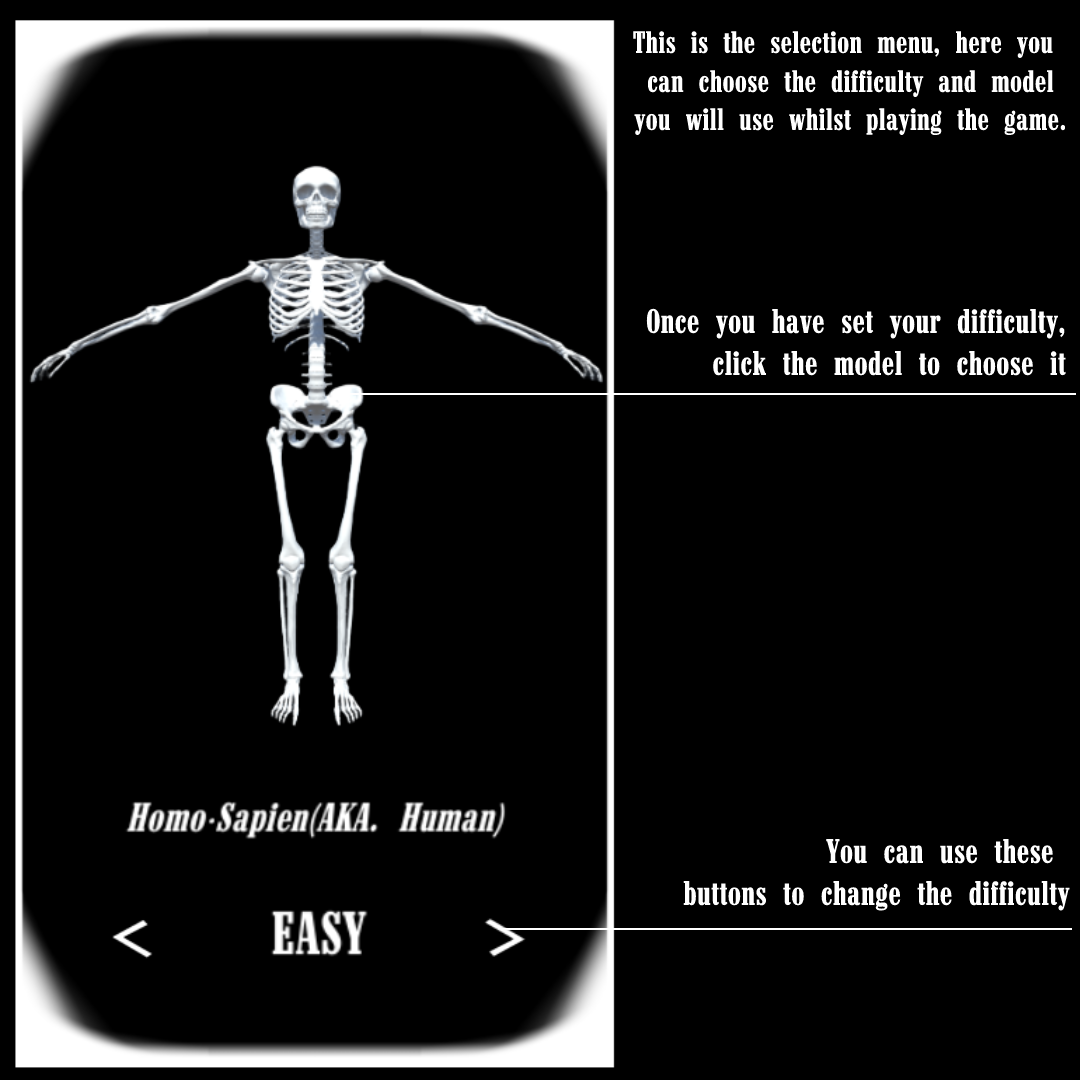 This is the selection menu, here you
can choose the difficulty and model
you will use whilst playing the game.
Once you have set your difficulty,
click the model to choose it
Homo-Sapien(AKA. Human)
You can use these
buttons to change the difficulty
< EASY >